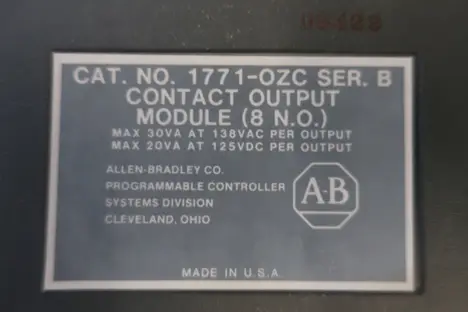 CAT. NO. 1771-OZC SER. B
CONTACT OUTPUT
MODULE (8 N.O.)
MAX 30VA AT 138VAC PER OUTPUT
MAX 20VA AT 125VDC PER OUTPUT
ALLEN-BRADLEY CO.
PROGRAMMABLE CONTROLLER
SYSTEMS DIVISION
CLEVELAND, OHIO
A-B
MADE IN U.S.A.